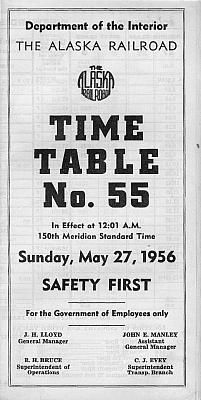 Department of the Interior
THE ALASKA RAILROAD
THE
ALASKA
RAILROAD
TIME
TABLE
No. 55
In Effect at 12:01 A.M.
150th Meridian Standard Time
Sunday, May 27, 1956
SAFETY FIRST
For the Government of Employees only
J. H. LLOYD
General Manager
JOHN E. MANLEY
Assistant
General Manager
R. H. BRUCE
Superintendent of
Operations
C. J. EVEY
Superintendent
Transp. Branch